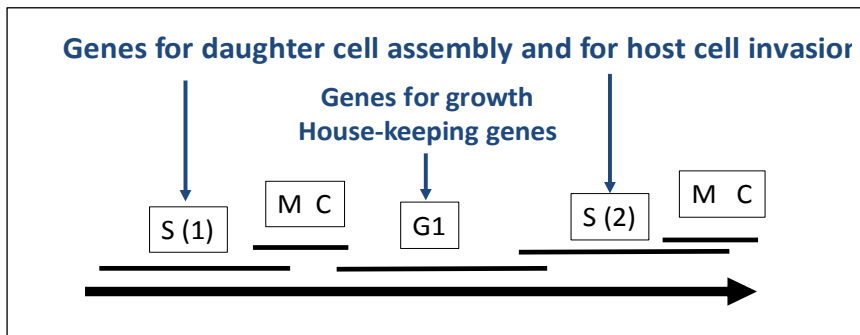 Genes for daughter cell assembly and for host cell invasion
Genes for growth
House-keeping genes
S (1)
M C
G1
S (2)
M C